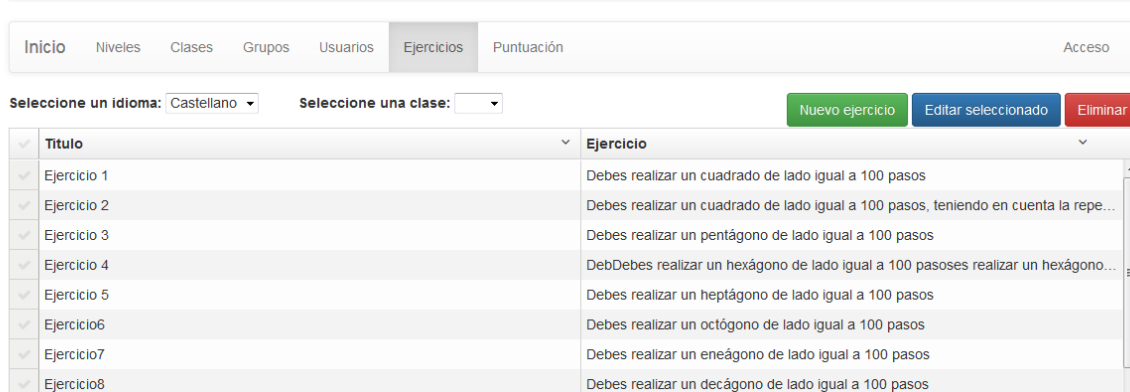 Inicio Niveles Clases Grupos Usuarios Ejercicios Puntuación Acceso
Seleccione un idioma: Castellano Seleccione una clase: Nuevo ejercicio Editar seleccionado Eliminar
Titulo Ejercicio
Ejercicio 1 Debes realizar un cuadrado de lado igual a 100 pasos
Ejercicio 2 Debes realizar un cuadrado de lado igual a 100 pasos, teniendo en cuenta la repe...
Ejercicio 3 Debes realizar un pentágono de lado igual a 100 pasos
Ejercicio 4 DebDebes realizar un hexágono de lado igual a 100 pasoses realizar un hexágono...
Ejercicio 5 Debes realizar un heptágono de lado igual a 100 pasos
Ejercicio6 Debes realizar un octógono de lado igual a 100 pasos
Ejercicio7 Debes realizar un eneágono de lado igual a 100 pasos
Ejercicio8 Debes realizar un decágono de lado igual a 100 pasos